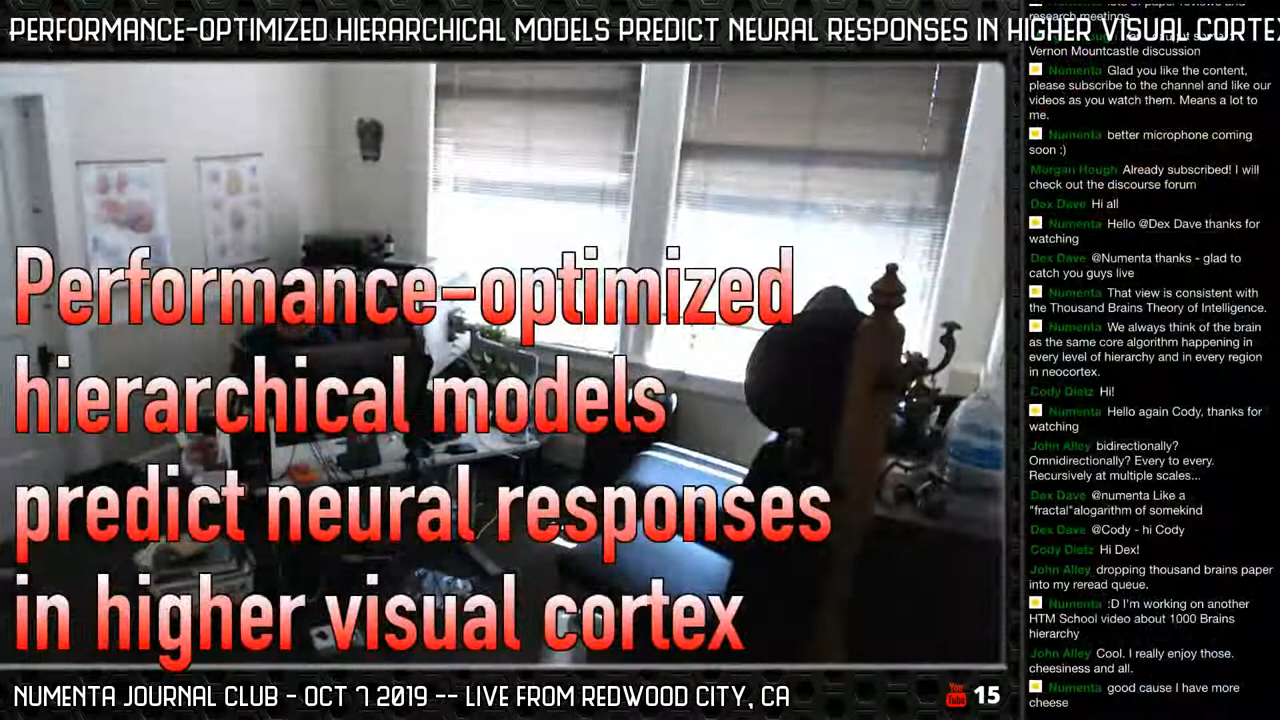 PERFORMANCE-OPTIMIZED HIERARCHICAL MODELS PREDICT NEURAL RESPONSES IN HIGHER VISUAL CORTEX
Performance-optimized
hierarchical models
predict neural responses
in higher visual cortex
NUMENTA JOURNAL CLUB - OCT 7 2019 -- LIVE FROM REDWOOD CITY, CA
You
Tube
15
research meetings
Vernon Mountcastle discussion
Numenta Glad you like the content,
please subscribe to the channel and like our
videos as you watch them. Means a lot to
me.
Numenta better microphone coming
soon :)
Morgan Hough Already subscribed! I will
check out the discourse forum
Dex Dave Hi all
Numenta Hello @Dex Dave thanks for
watching
Dex Dave @Numenta thanks - glad to
catch you guys live
Numenta That view is consistent with
the Thousand Brains Theory of Intelligence.
Numenta We always think of the brain
as the same core algorithm happening in
every level of hierarchy and in every region
in neocortex.
Cody Dietz Hi!
Numenta Hello again Cody, thanks for
watching
John Alley bidirectionally?
Omnidirectionally? Every to every.
Recursively at multiple scales...
Dex Dave @numenta Like a
"fractal"alogarithm of somekind
Dex Dave @Cody - hi Cody
Cody Dietz Hi Dex!
John Alley dropping thousand brains paper
into my reread queue.
Numenta :D I'm working on another
HTM School video about 1000 Brains
hierarchy
John Alley Cool. I really enjoy those.
cheesiness and all.
Numenta good cause I have more
cheese